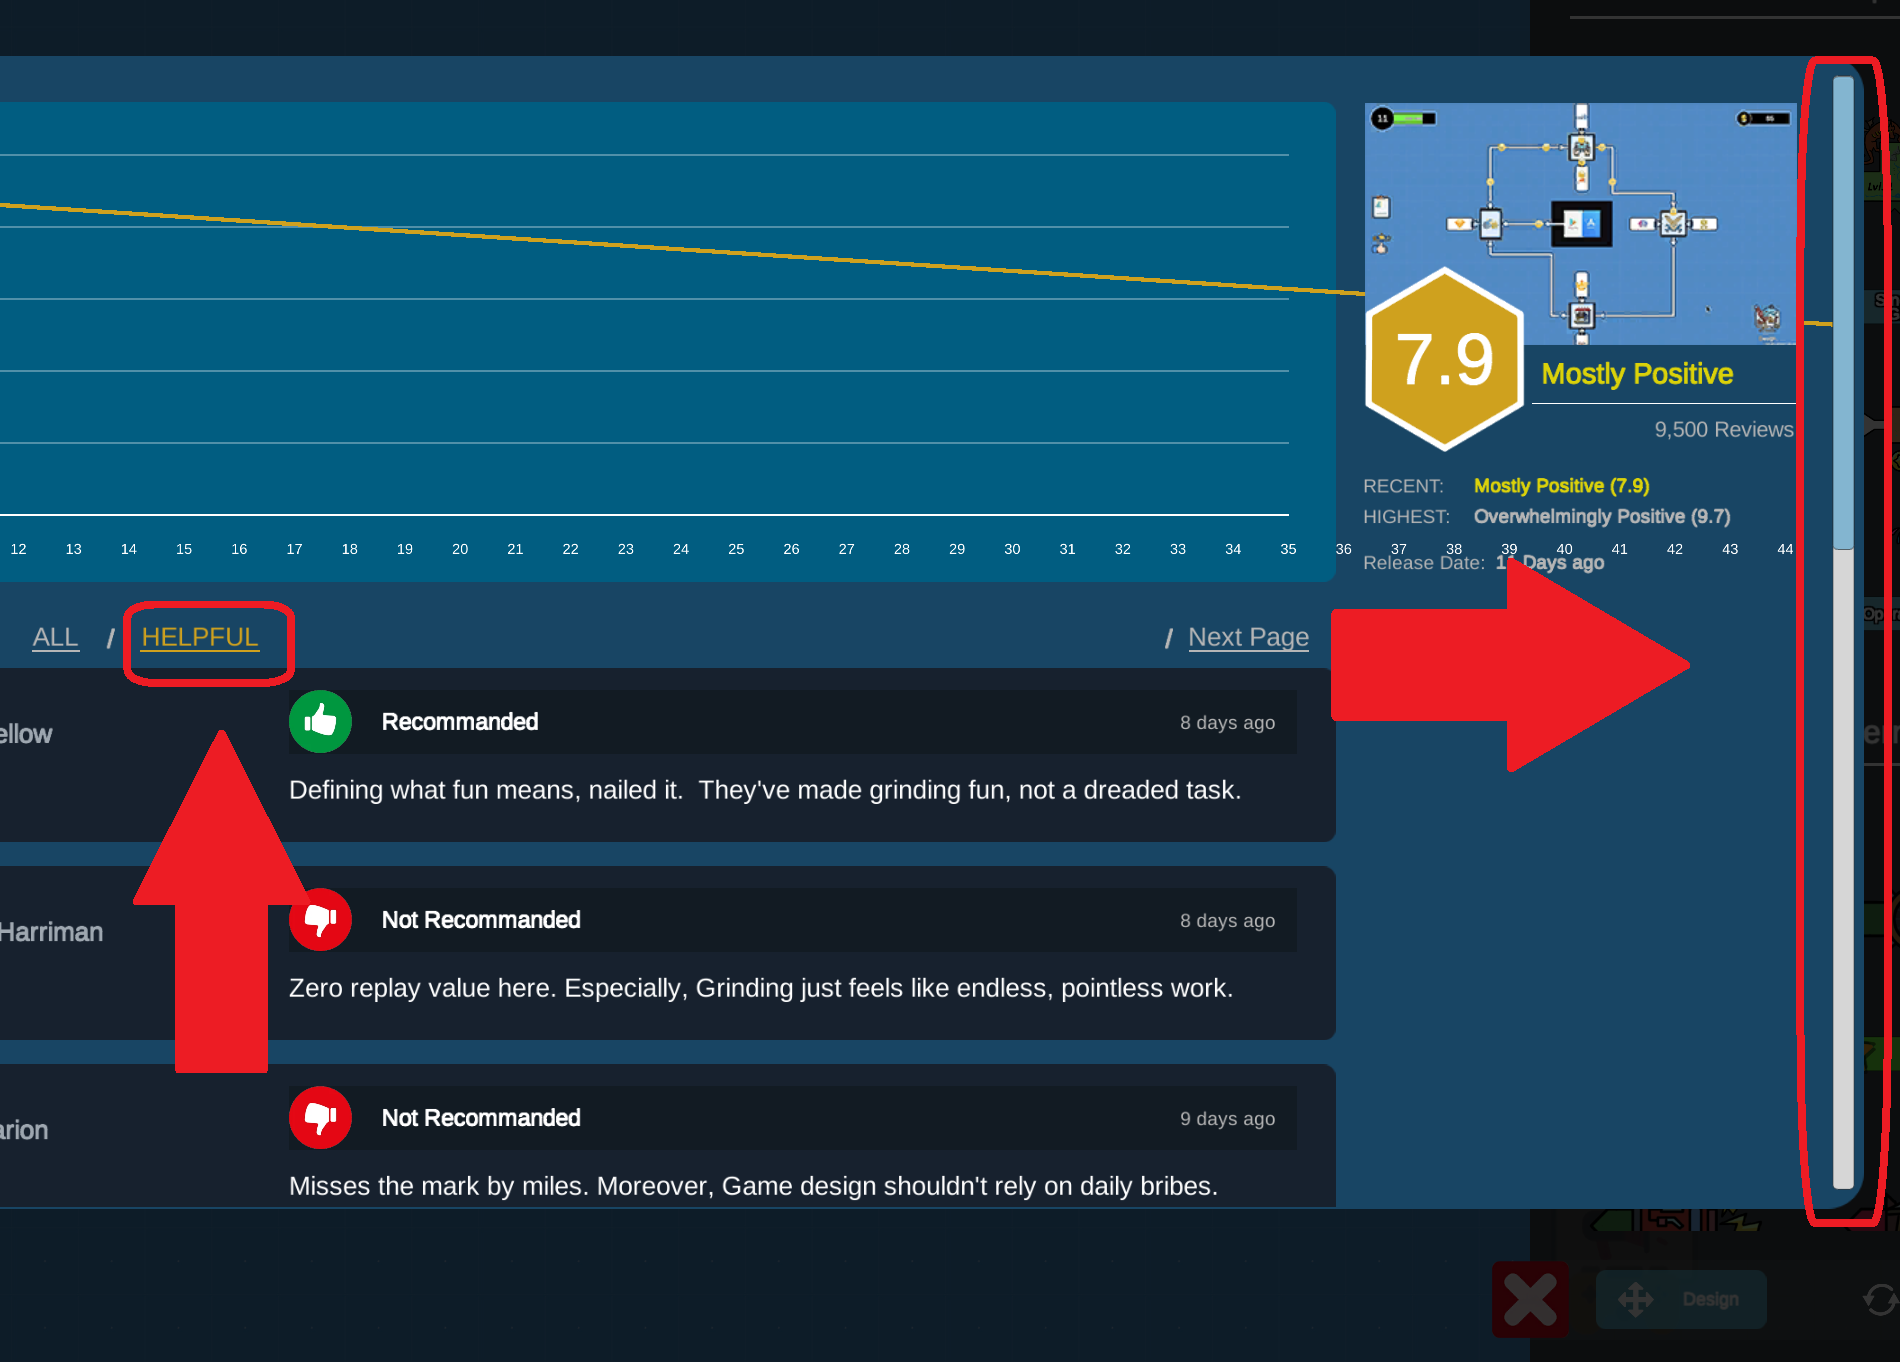 11
95
7.9
Mostly Positive
9,500 Reviews
RECENT: Mostly Positive (7.9)
HIGHEST: Overwhelmingly Positive (9.7)
12 13 14 15 16 17 18 19 20 21 22 23 24 25 26 27 28 29 30 31 32 33 34 35 36 37 38 39 40 41 42 43 44
Release Date: Days ago
ALL / HELPFUL / Next Page
ellow
Recommanded 8 days ago
Defining what fun means, nailed it. They've made grinding fun, not a dreaded task.
Harriman
Not Recommanded 8 days ago
Zero replay value here. Especially, Grinding just feels like endless, pointless work.
arion
Not Recommanded 9 days ago
Misses the mark by miles. Moreover, Game design shouldn't rely on daily bribes.
Lvl.
Design